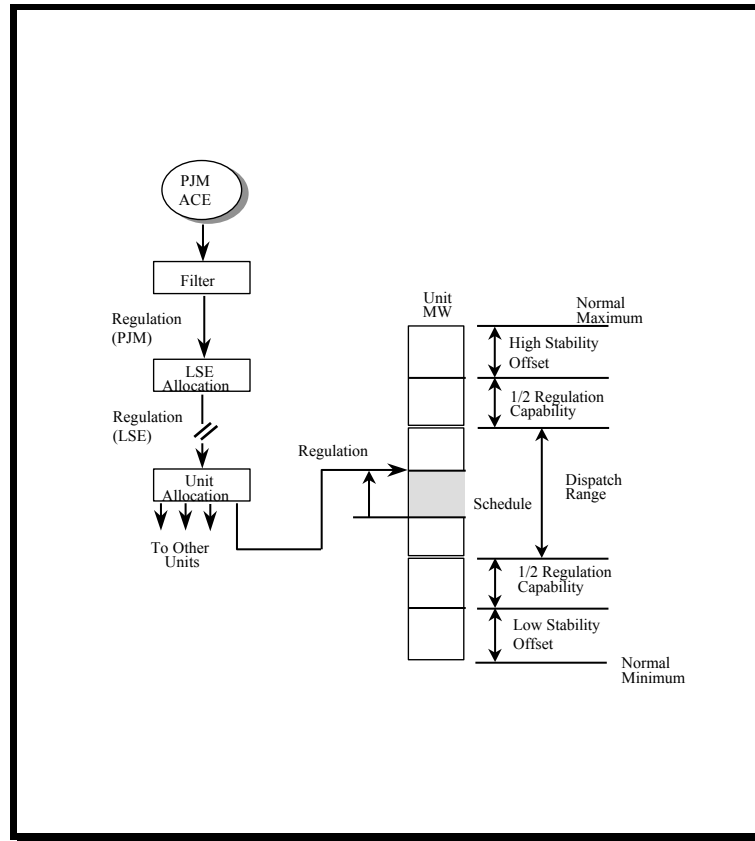 PJM
ACE
Filter
Regulation
(PJM)
LSE
Allocation
Regulation
(LSE)
Unit
Allocation
To Other
Units
Regulation
Unit
MW
Normal
Maximum
High Stability
Offset
1/2 Regulation
Capability
Schedule
Dispatch
Range
1/2 Regulation
Capability
Low Stability
Offset
Normal
Minimum